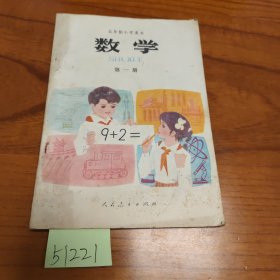 五年制小学课本
数学
SHUXUE
第一册
9+2=
人民教育出版社
51221